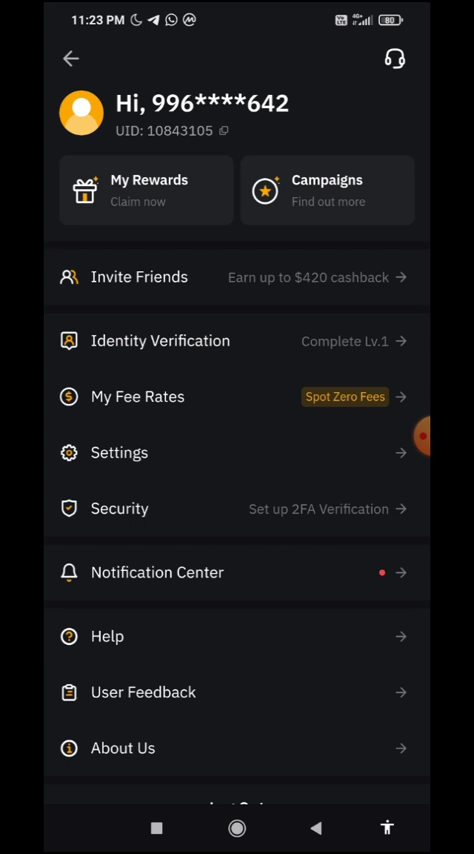 11:23 PM 4G+ 80
Hi, 996****642
UID: 10843105
My Rewards
Claim now
Campaigns
Find out more
Invite Friends Earn up to $420 cashback
Identity Verification Complete Lv.1
My Fee Rates Spot Zero Fees
Settings
Security Set up 2FA Verification
Notification Center
Help
User Feedback
About Us